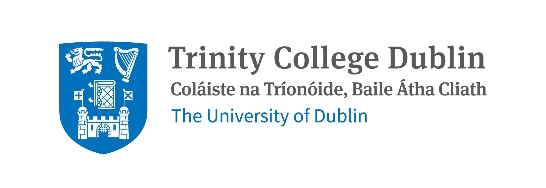 Trinity College Dublin
Coláiste na Tríonóide, Baile Átha Cliath
The University of Dublin